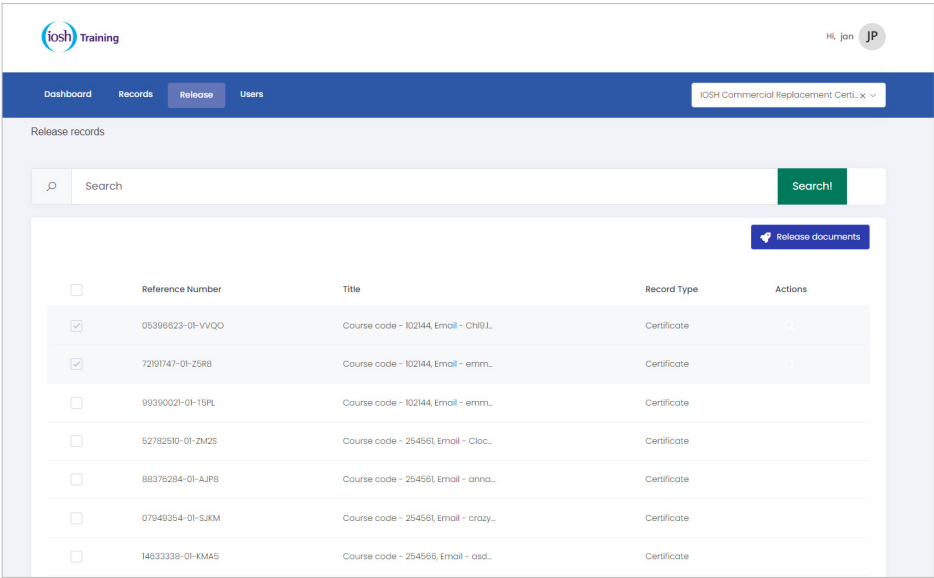 iosh Training
Hi, jan JP
Dashboard Records Release Users IOSH Commercial Replacement Certi...
Release records
Search Search!
Release documents
Reference Number Title Record Type Actions
05396623-01-VVQO Course code - 102144, Email - Chl9.l... Certificate
72191747-01-Z5R8 Course code - 102144, Email - emm... Certificate
99390021-01-T5PL Course code - 102144, Email - emm... Certificate
52782510-01-ZM2S Course code - 254561, Email - Cloc... Certificate
88376284-01-AJP8 Course code - 254561, Email - anna... Certificate
07949354-01-SJKM Course code - 254561, Email - crazy... Certificate
14633338-01-KMA5 Course code - 254566, Email - asd... Certificate